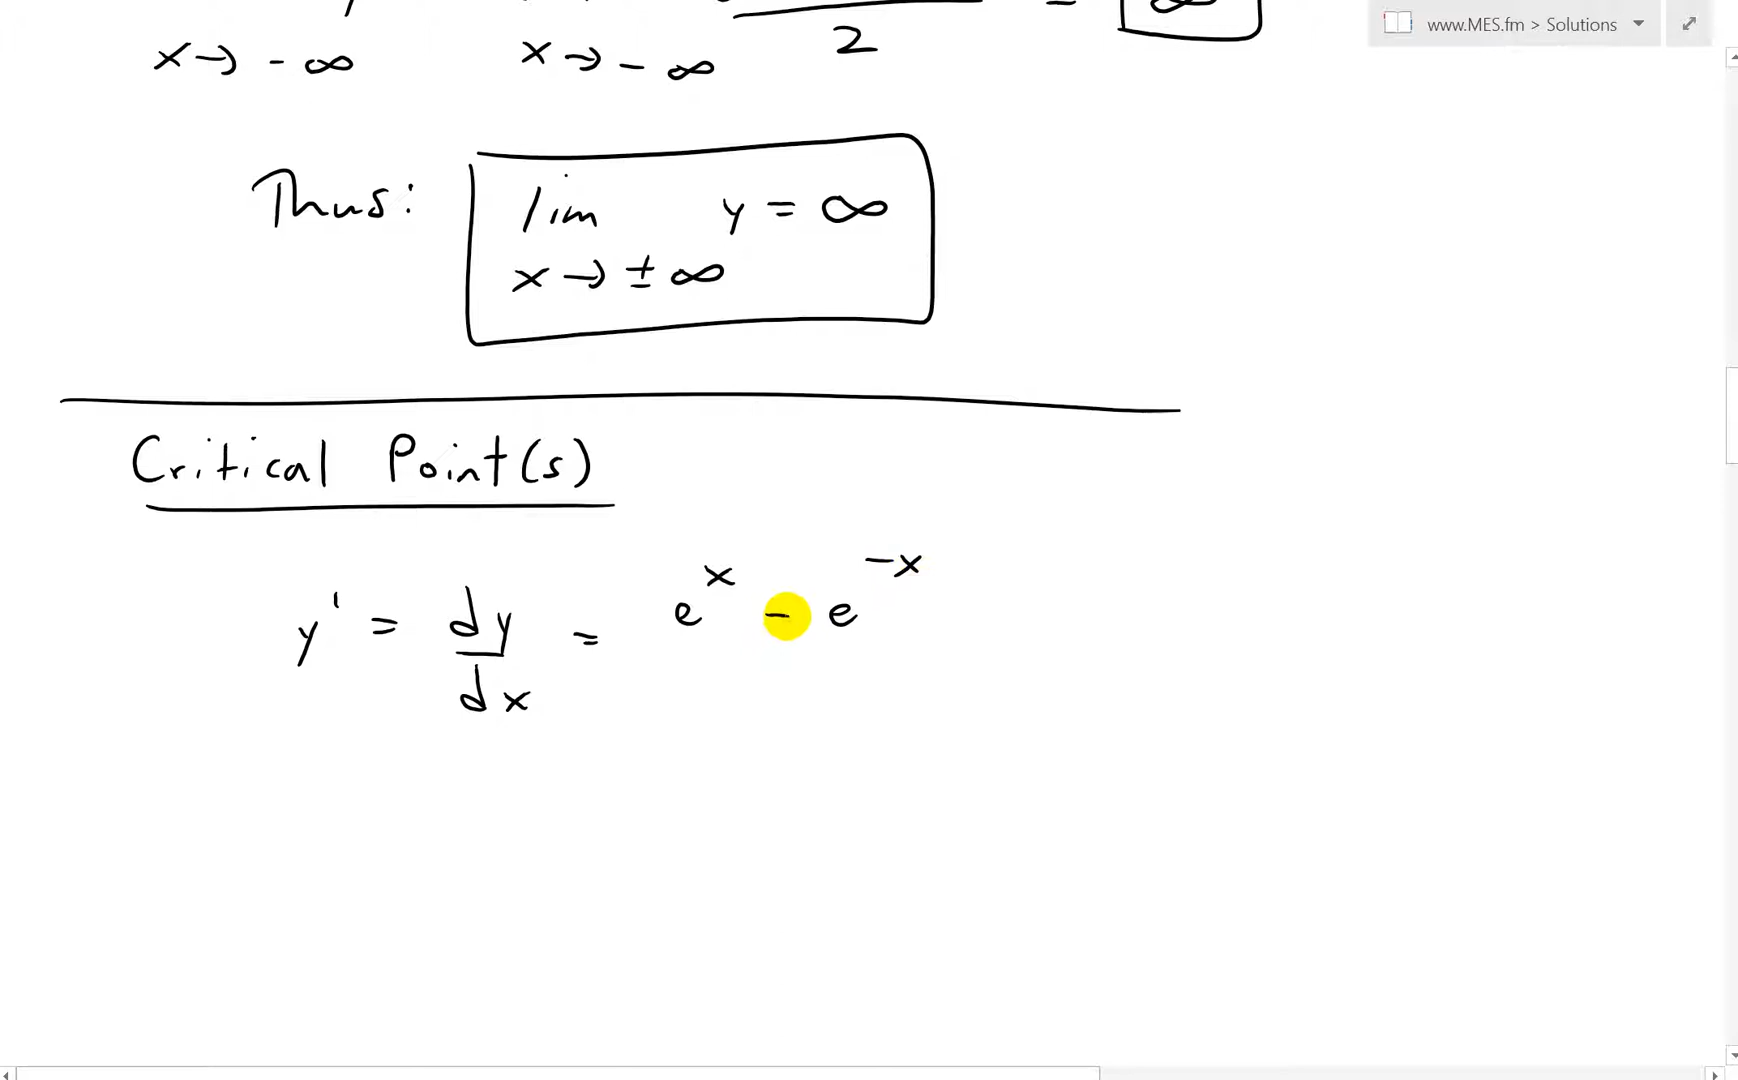 = ∞
2
x → - ∞ x → - ∞
www.MES.fm > Solutions
Thus: lim y = ∞
x → ± ∞
Critical Point(s)
y' = dy/dx = e^x - e^-x